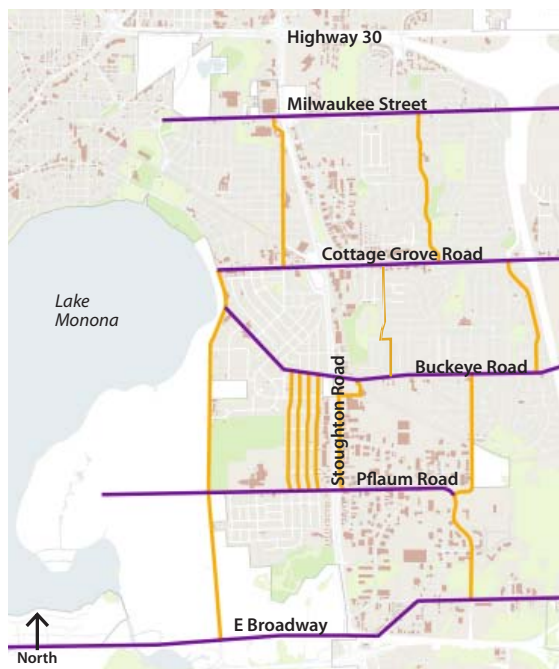 Highway 30
Milwaukee Street
Cottage Grove Road
Lake
Monona
Buckeye Road
Stoughton Road
Pflaum Road
E Broadway
North